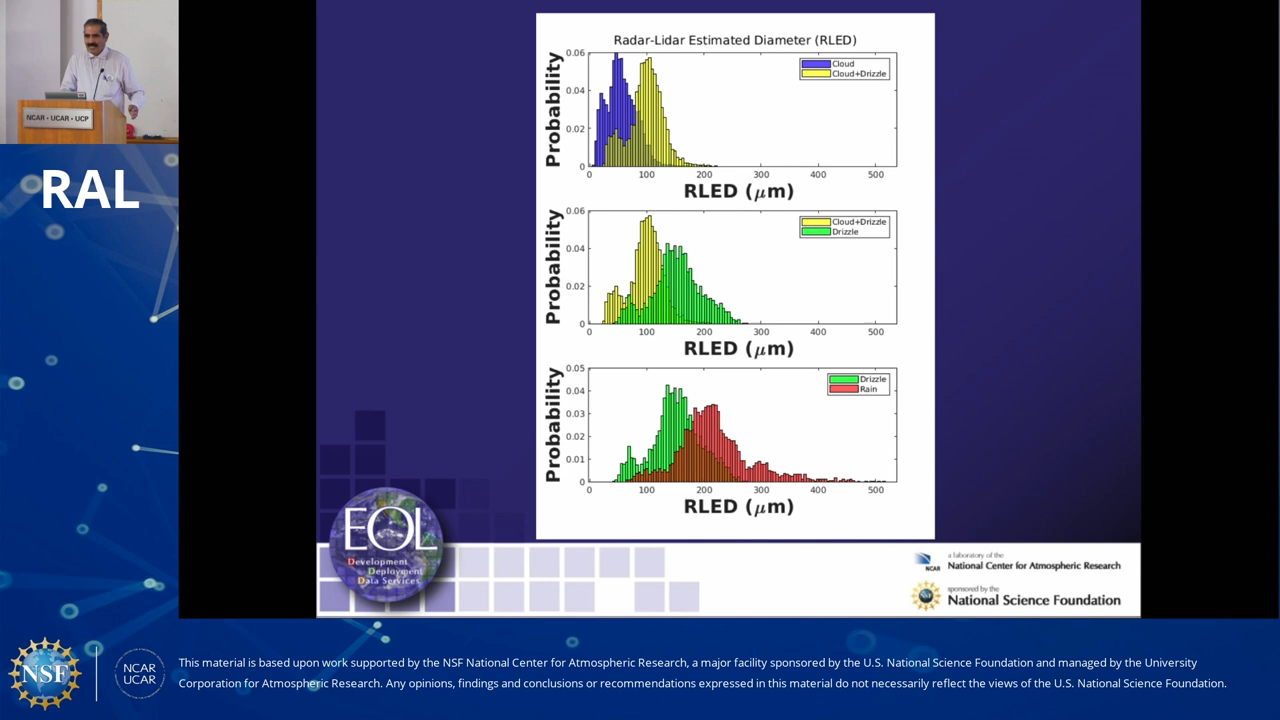 NCAR • UCAR • UCP
RAL
Radar-Lidar Estimated Diameter (RLED)
Probability
0.06
0.04
0.02
0
Cloud
Cloud+Drizzle
0 100 200 300 400 500
RLED (μm)
Probability
0.06
0.04
0.02
0
Cloud+Drizzle
Drizzle
0 100 200 300 400 500
RLED (μm)
Probability
0.05
0.04
0.03
0.02
0.01
0
Drizzle
Rain
0 100 200 300 400 500
RLED (μm)
EOL
Development
Deployment
Data Services
NCAR
a laboratory of the
National Center for Atmospheric Research
NSF
sponsored by the
National Science Foundation
NSF
NCAR
UCAR
This material is based upon work supported by the NSF National Center for Atmospheric Research, a major facility sponsored by the U.S. National Science Foundation and managed by the University
Corporation for Atmospheric Research. Any opinions, findings and conclusions or recommendations expressed in this material do not necessarily reflect the views of the U.S. National Science Foundation.